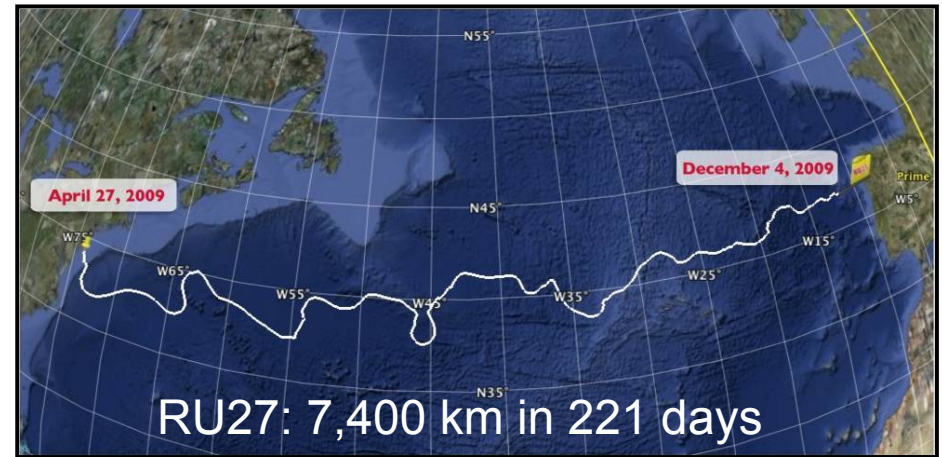 N55°
April 27, 2009
December 4, 2009
Prime
W5°
N45°
W75°
W15°
W65°
W25°
W55°
W45°
W35°
N35°
RU27: 7,400 km in 221 days